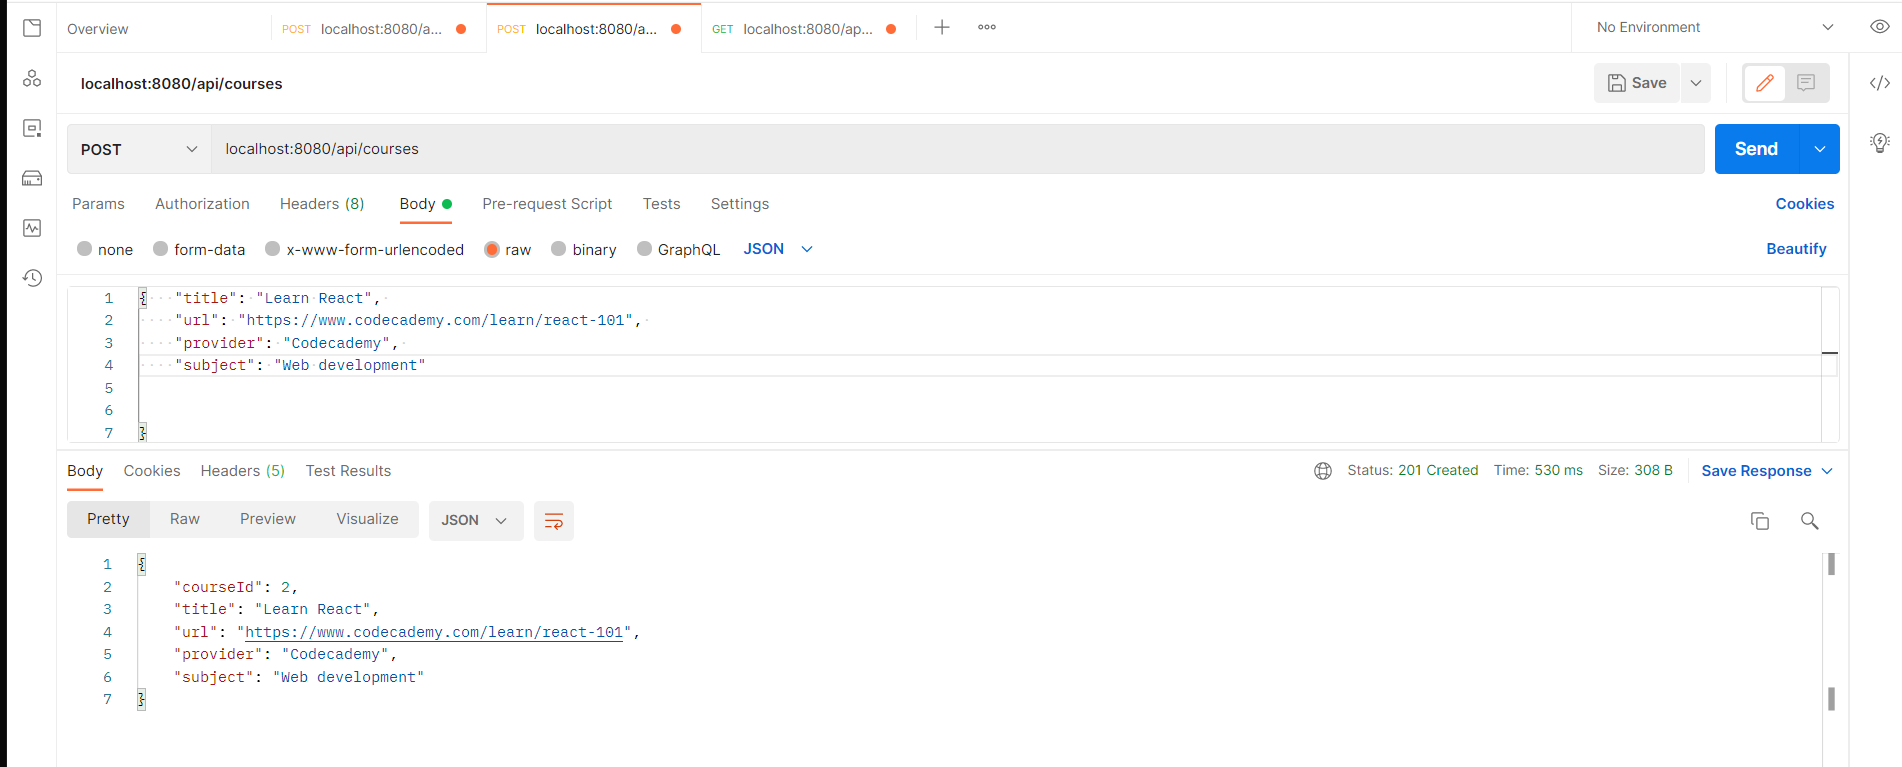 Overview POST localhost:8080/a... POST localhost:8080/a... GET localhost:8080/ap... No Environment
localhost:8080/api/courses Save
POST localhost:8080/api/courses Send
Params Authorization Headers (8) Body Pre-request Script Tests Settings Cookies
none form-data x-www-form-urlencoded raw binary GraphQL JSON Beautify
1 { "title": "Learn React",
2 "url": "https://www.codecademy.com/learn/react-101",
3 "provider": "Codecademy",
4 "subject": "Web development"
5
6
7 }
Body Cookies Headers (5) Test Results Status: 201 Created Time: 530 ms Size: 308 B Save Response
Pretty Raw Preview Visualize JSON
1 {
2 "courseId": 2,
3 "title": "Learn React",
4 "url": "https://www.codecademy.com/learn/react-101",
5 "provider": "Codecademy",
6 "subject": "Web development"
7 }